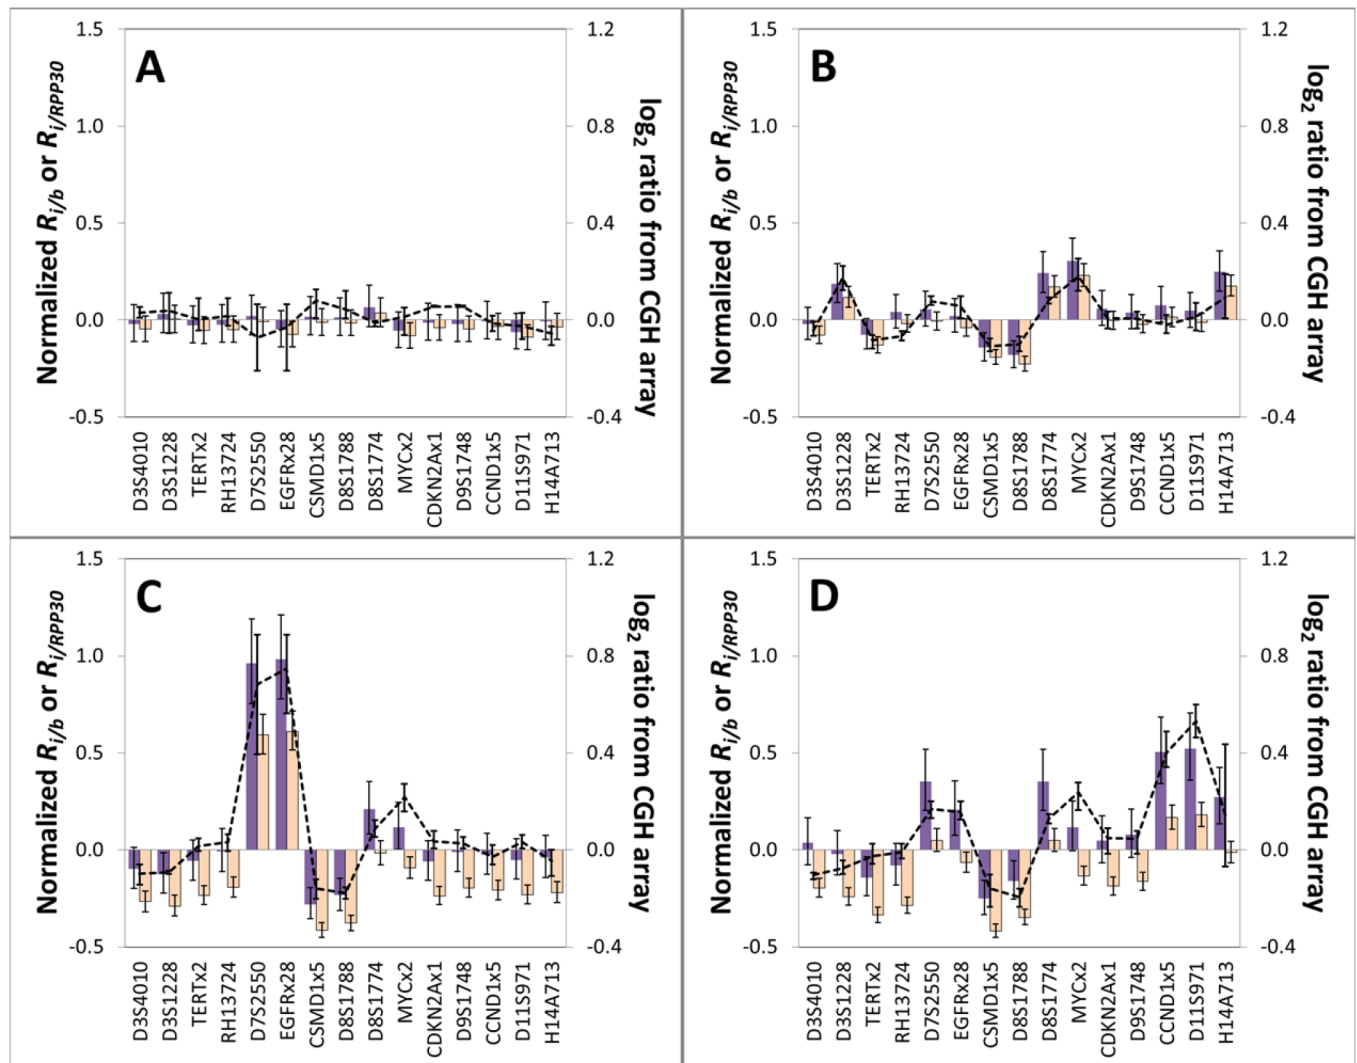 A
Normalized Ri/b or Ri/RPP30
1.5
1.0
0.5
0.0
-0.5
1.2
0.8
0.4
0.0
-0.4
log2 ratio from CGH array
D3S4010
D3S1228
TERTx2
RH13724
D7S2550
EGFRx28
CSMD1x5
D8S1788
D8S1774
MYCx2
CDKN2Ax1
D9S1748
CCND1x5
D11S971
H14A713
B
Normalized Ri/b or Ri/RPP30
1.5
1.0
0.5
0.0
-0.5
1.2
0.8
0.4
0.0
-0.4
log2 ratio from CGH array
D3S4010
D3S1228
TERTx2
RH13724
D7S2550
EGFRx28
CSMD1x5
D8S1788
D8S1774
MYCx2
CDKN2Ax1
D9S1748
CCND1x5
D11S971
H14A713
C
Normalized Ri/b or Ri/RPP30
1.5
1.0
0.5
0.0
-0.5
1.2
0.8
0.4
0.0
-0.4
log2 ratio from CGH array
D3S4010
D3S1228
TERTx2
RH13724
D7S2550
EGFRx28
CSMD1x5
D8S1788
D8S1774
MYCx2
CDKN2Ax1
D9S1748
CCND1x5
D11S971
H14A713
D
Normalized Ri/b or Ri/RPP30
1.5
1.0
0.5
0.0
-0.5
1.2
0.8
0.4
0.0
-0.4
log2 ratio from CGH array
D3S4010
D3S1228
TERTx2
RH13724
D7S2550
EGFRx28
CSMD1x5
D8S1788
D8S1774
MYCx2
CDKN2Ax1
D9S1748
CCND1x5
D11S971
H14A713